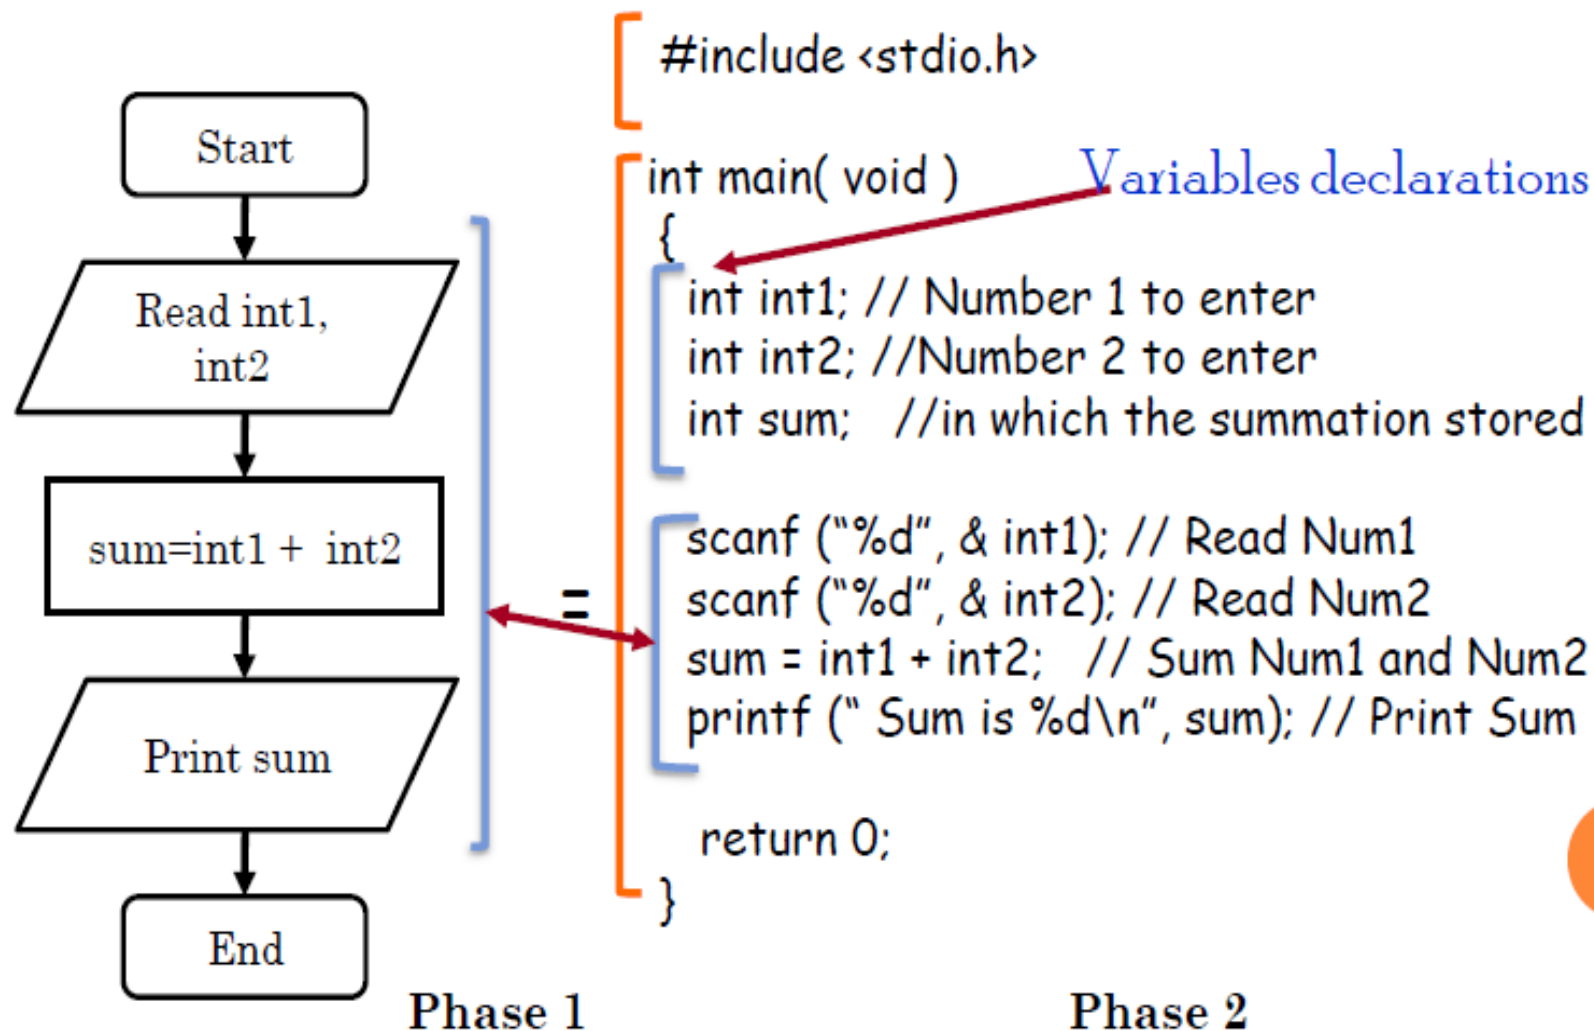 Start
Read int1,
int2
sum=int1 + int2
Print sum
End
Phase 1
=
#include <stdio.h>
int main( void )
Variables declarations
{
int int1; // Number 1 to enter
int int2; //Number 2 to enter
int sum; //in which the summation stored
scanf (“%d”, & int1); // Read Num1
scanf (“%d”, & int2); // Read Num2
sum = int1 + int2; // Sum Num1 and Num2
printf (“ Sum is %d\n”, sum); // Print Sum
return 0;
}
Phase 2